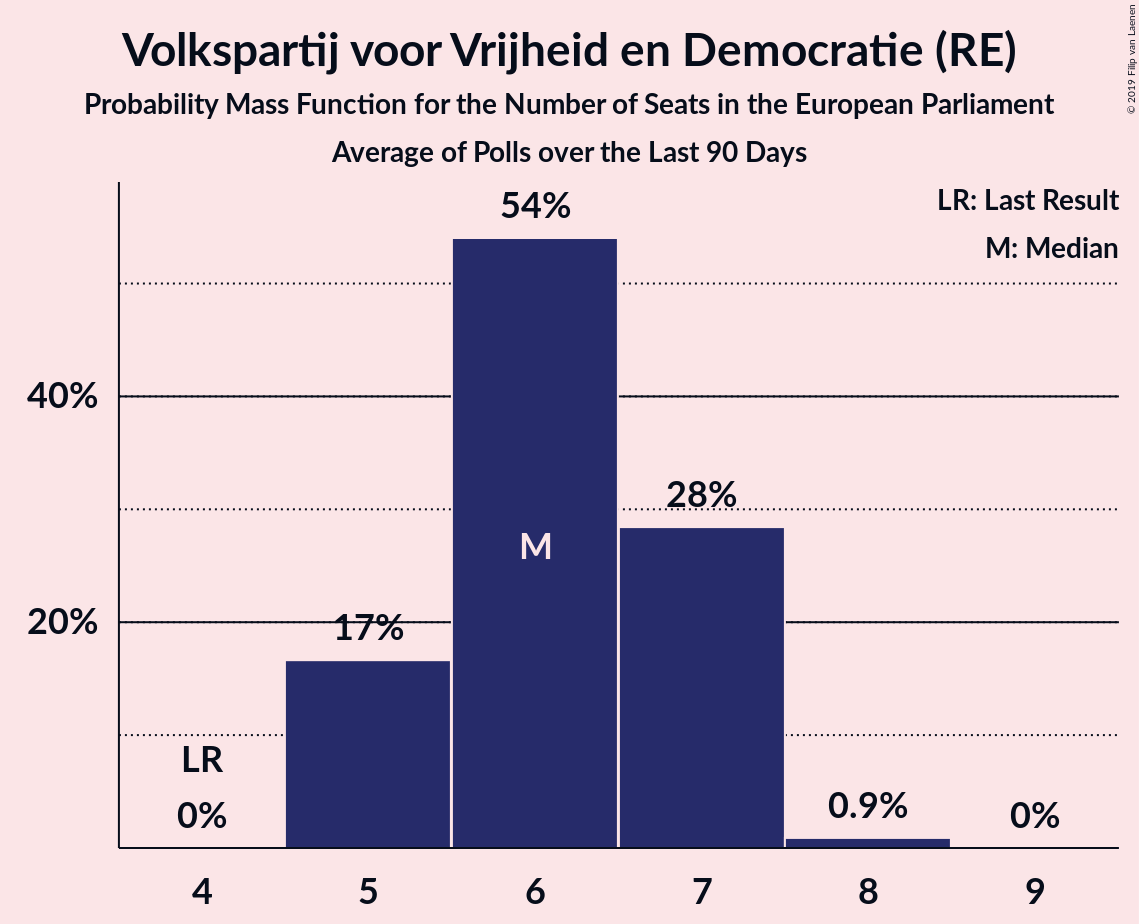 Volkspartij voor Vrijheid en Democratie (RE)
Probability Mass Function for the Number of Seats in the European Parliament
Average of Polls over the Last 90 Days
© 2019 Filip van Laenen
LR: Last Result
M: Median
54%
40%
28%
M
20%
17%
LR
0%
0.9%
0%
4
5
6
7
8
9